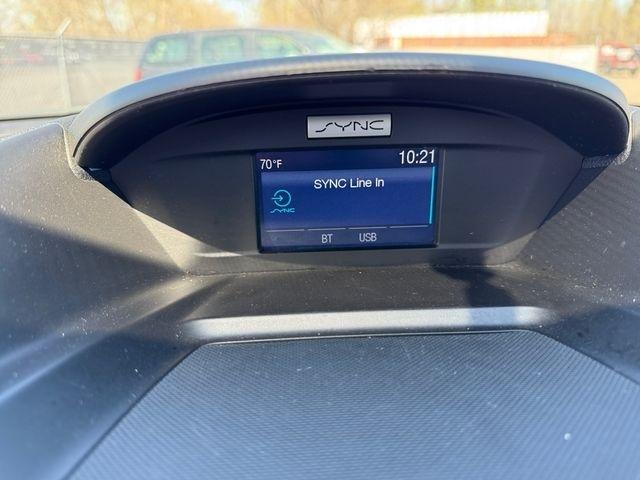 SYNC
70°F 10:21
SYNC Line In
SYNC
BT USB